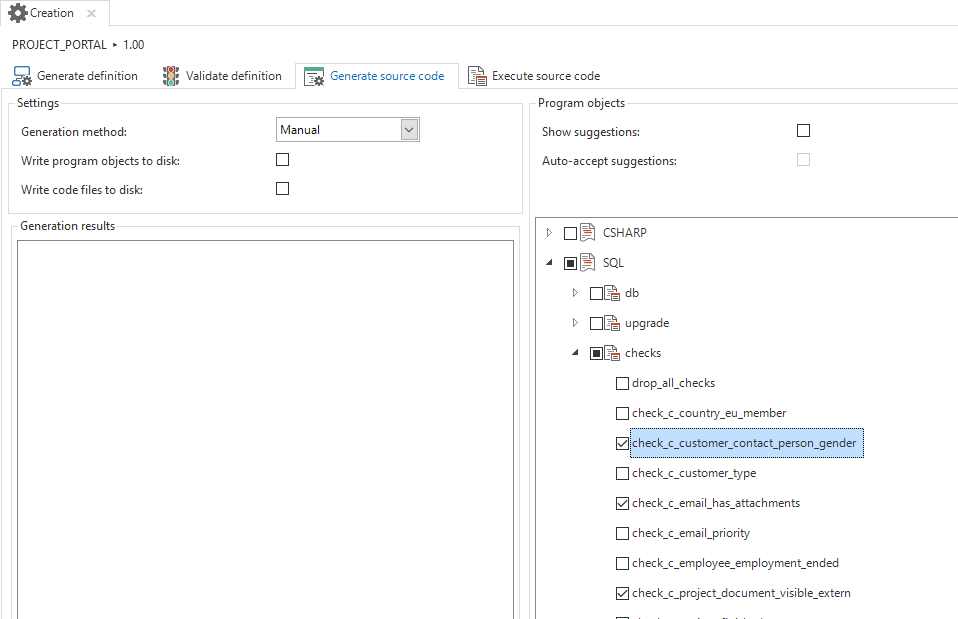 Creation
PROJECT_PORTAL ▸ 1.00
Generate definition
Validate definition
Generate source code
Execute source code
Settings
Generation method:
Manual
Write program objects to disk:
Write code files to disk:
Generation results
Program objects
Show suggestions:
Auto-accept suggestions:
CSHARP
SQL
db
upgrade
checks
drop_all_checks
check_c_country_eu_member
check_c_customer_contact_person_gender
check_c_customer_type
check_c_email_has_attachments
check_c_email_priority
check_c_employee_employment_ended
check_c_project_document_visible_extern